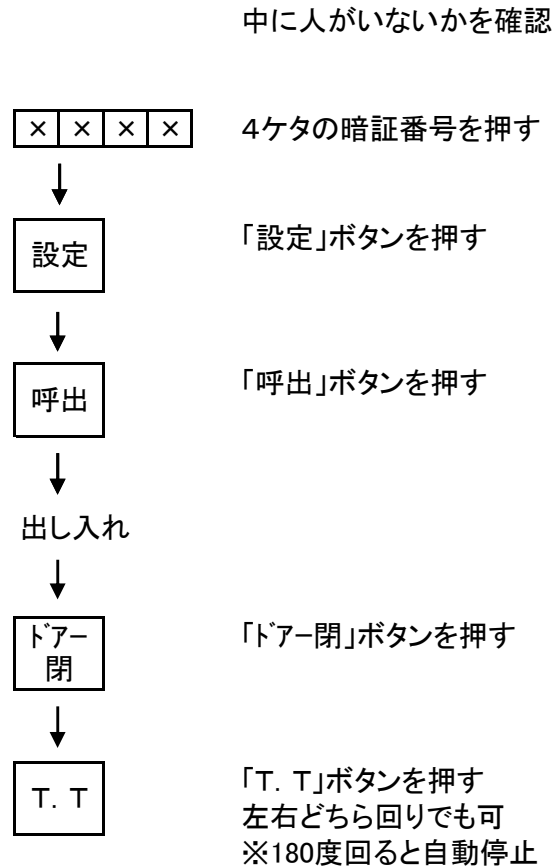 中に人がいないかを確認
× × × ×
4ケタの暗証番号を押す
設定
「設定」ボタンを押す
呼出
「呼出」ボタンを押す
出し入れ
ﾄﾞｱｰ
閉
「ﾄﾞｱｰ閉」ボタンを押す
T. T
「T. T」ボタンを押す
左右どちら回りでも可
※180度回ると自動停止